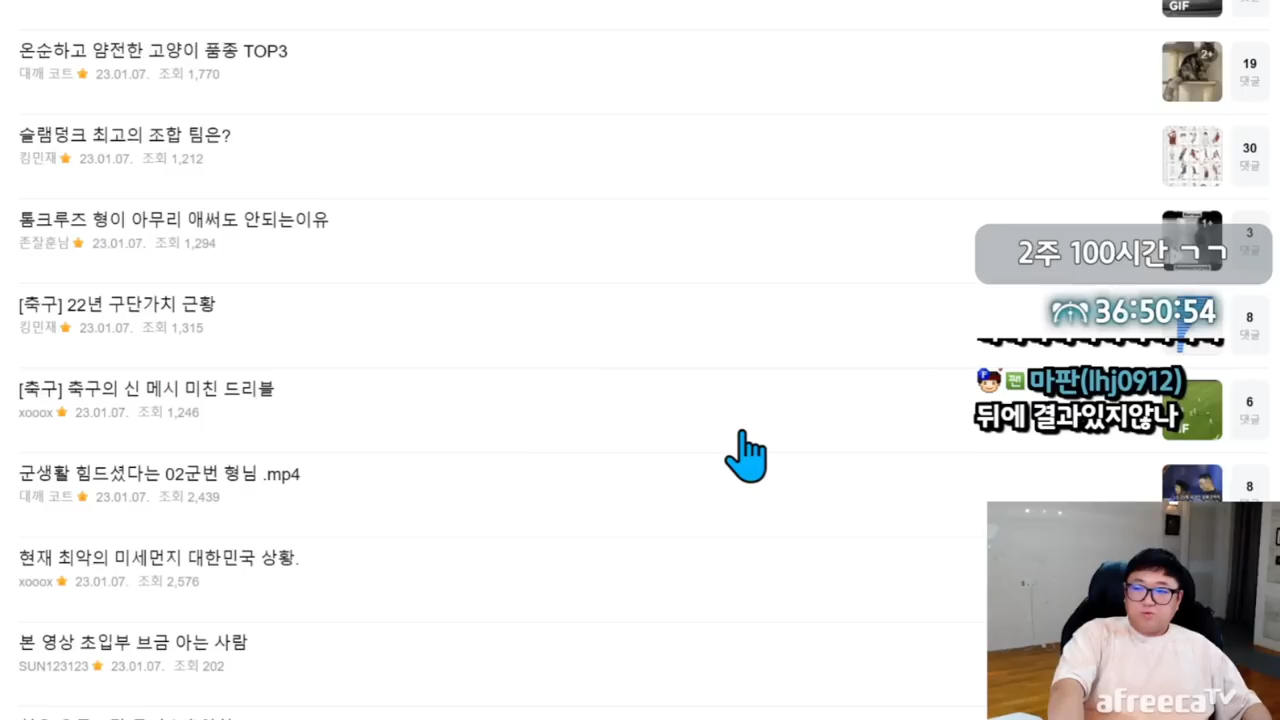 GIF
온순하고 얌전한 고양이 품종 TOP3
대깨 코트 23.01.07. 조회 1,770
2+
19
댓글
슬램덩크 최고의 조합 팀은?
킹민재 23.01.07. 조회 1,212
30
댓글
톰크루즈 형이 아무리 애써도 안되는이유
존잘훈남 23.01.07. 조회 1,294
1+
3
댓글
2주 100시간 ㄱㄱ
[축구] 22년 구단가치 근황
킹민재 23.01.07. 조회 1,315
36:50:54
8
댓글
[축구] 축구의 신 메시 미친 드리블
xooox 23.01.07. 조회 1,246
6
댓글
F 팬 마판(lhj0912)
뒤에 결과있지않나
군생활 힘드셨다는 02군번 형님 .mp4
대깨 코트 23.01.07. 조회 2,439
8
현재 최악의 미세먼지 대한민국 상황.
xooox 23.01.07. 조회 2,576
본 영상 초입부 브금 아는 사람
SUN123123 23.01.07. 조회 202
afreecaTV